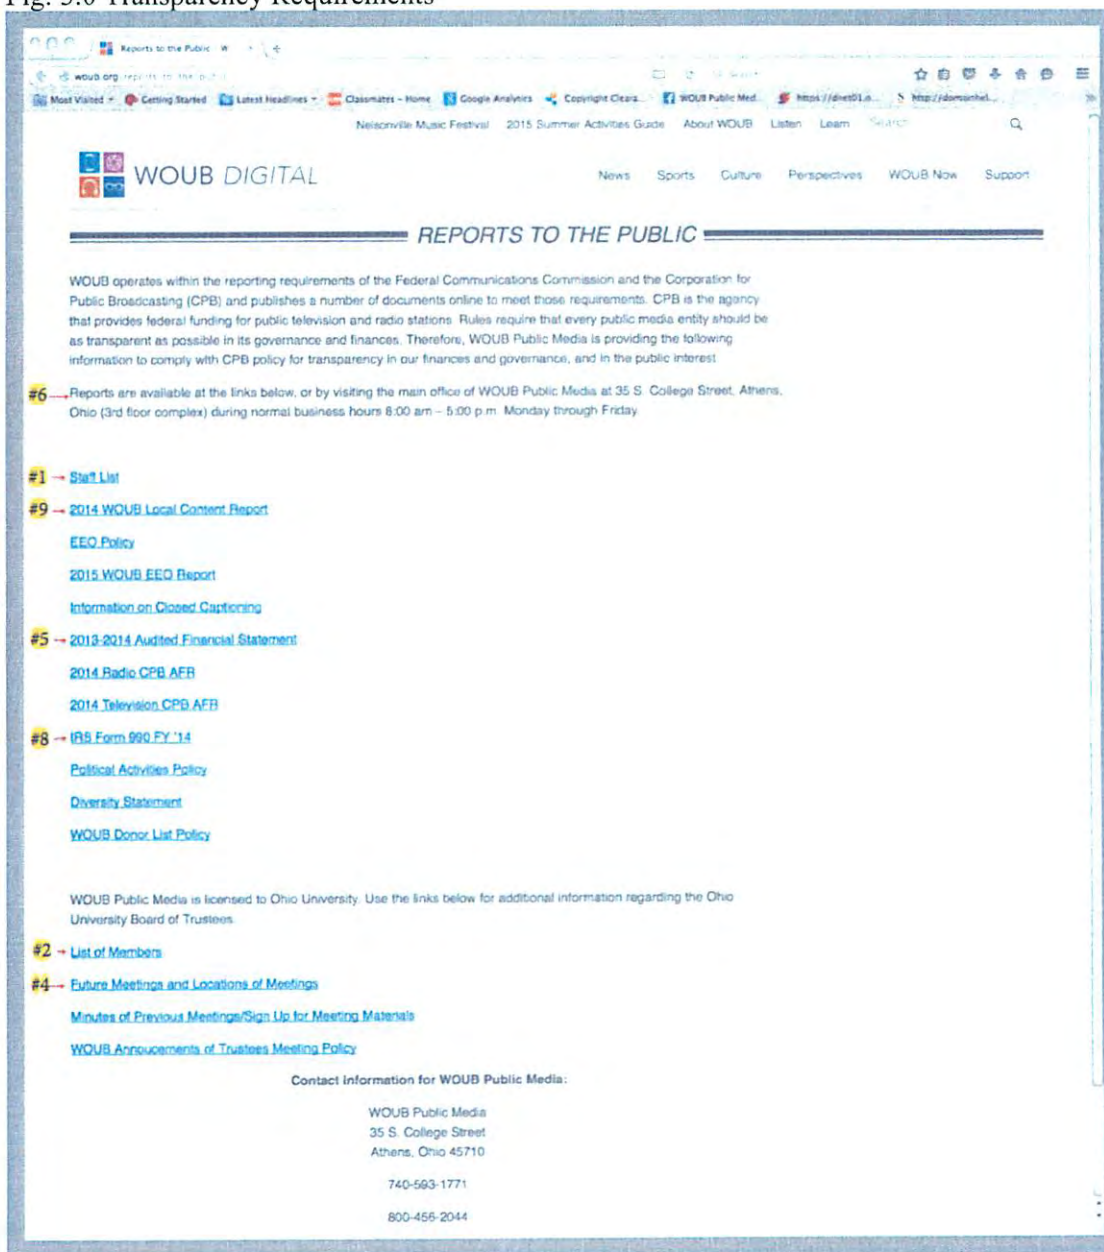 Fig. 5.0 Transparency Requirements
Reports to the Public
woub.org
Most Visited Getting Started Latest Headlines Classmates - Home Google Analytics Copyright Cleara... WOUB Public Med...
Nelsonville Music Festival 2015 Summer Activities Guide About WOUB Listen Learn Search
WOUB DIGITAL
News Sports Culture Perspectives WOUB Now Support
REPORTS TO THE PUBLIC
WOUB operates within the reporting requirements of the Federal Communications Commission and the Corporation for
Public Broadcasting (CPB) and publishes a number of documents online to meet those requirements. CPB is the agency
that provides federal funding for public television and radio stations. Rules require that every public media entity should be
as transparent as possible in its governance and finances. Therefore, WOUB Public Media is providing the following
information to comply with CPB policy for transparency in our finances and governance, and in the public interest
#6 Reports are available at the links below, or by visiting the main office of WOUB Public Media at 35 S. College Street, Athens,
Ohio (3rd floor complex) during normal business hours 8:00 am – 5:00 p.m. Monday through Friday
#1 Staff List
#9 2014 WOUB Local Content Report
EEO Policy
2015 WOUB EEO Report
Information on Closed Captioning
#5 2013-2014 Audited Financial Statement
2014 Radio CPB AFR
2014 Television CPB AFR
#8 IRS Form 990 FY '14
Political Activities Policy
Diversity Statement
WOUB Donor List Policy
WOUB Public Media is licensed to Ohio University. Use the links below for additional information regarding the Ohio
University Board of Trustees
#2 List of Members
#4 Future Meetings and Locations of Meetings
Minutes of Previous Meetings/Sign Up for Meeting Materials
WOUB Annoucements of Trustees Meeting Policy
Contact Information for WOUB Public Media:
WOUB Public Media
35 S. College Street
Athens, Ohio 45710
740-593-1771
800-456-2044